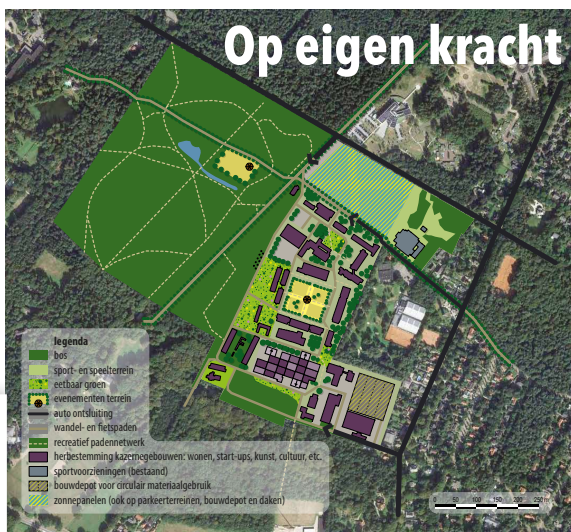 Op eigen kracht
legenda
bos
sport- en speelterrein
eetbaar groen
evenementen terrein
auto ontsluiting
wandel- en fietspaden
recreatief padennetwerk
herbestemming kazernegebouwen: wonen, start-ups, kunst, cultuur, etc.
sportvoorzieningen (bestaand)
bouwdepot voor circulair materiaalgebruik
zonnepanelen (ook op parkeerterreinen, bouwdepot en daken)
0 50 100 150 200 250 m